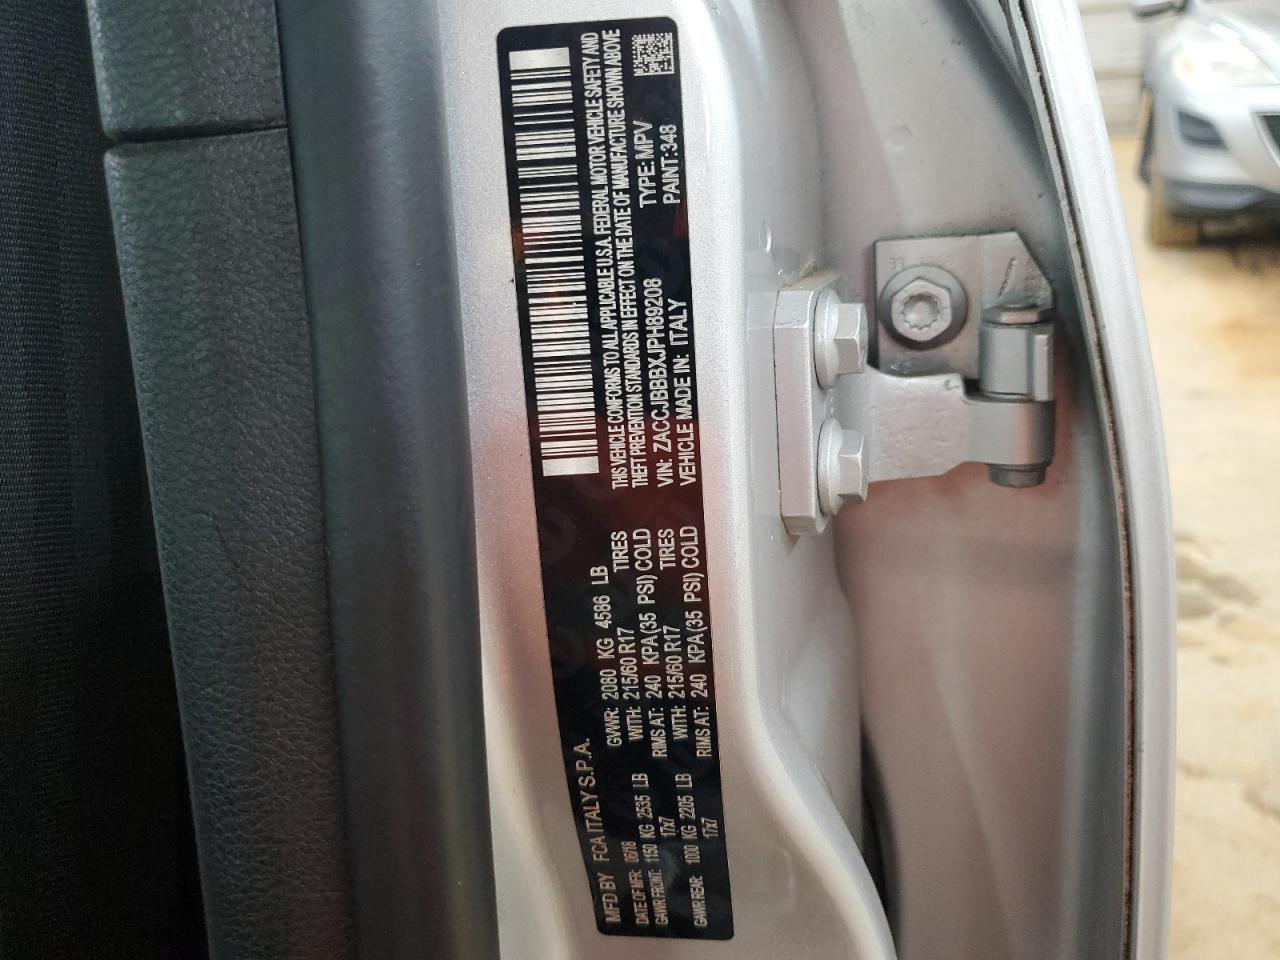 MFD BY FCA ITALY S.P.A.
DATE OF MFR: 06/18 GVWR: 2080 KG 4586 LB
GAWR FRONT: 1150 KG 2535 LB WITH: 215/60 R17 TIRES
17x7 RIMS AT: 240 KPA (35 PSI) COLD
GAWR REAR: 1000 KG 2205 LB WITH: 215/60 R17 TIRES
17x7 RIMS AT: 240 KPA (35 PSI) COLD
THIS VEHICLE CONFORMS TO ALL APPLICABLE U.S.A. FEDERAL MOTOR VEHICLE SAFETY AND
THEFT PREVENTION STANDARDS IN EFFECT ON THE DATE OF MANUFACTURE SHOWN ABOVE
VIN: ZACCJBBBXJPH89208 TYPE: MPV
VEHICLE MADE IN: ITALY PAINT: 348